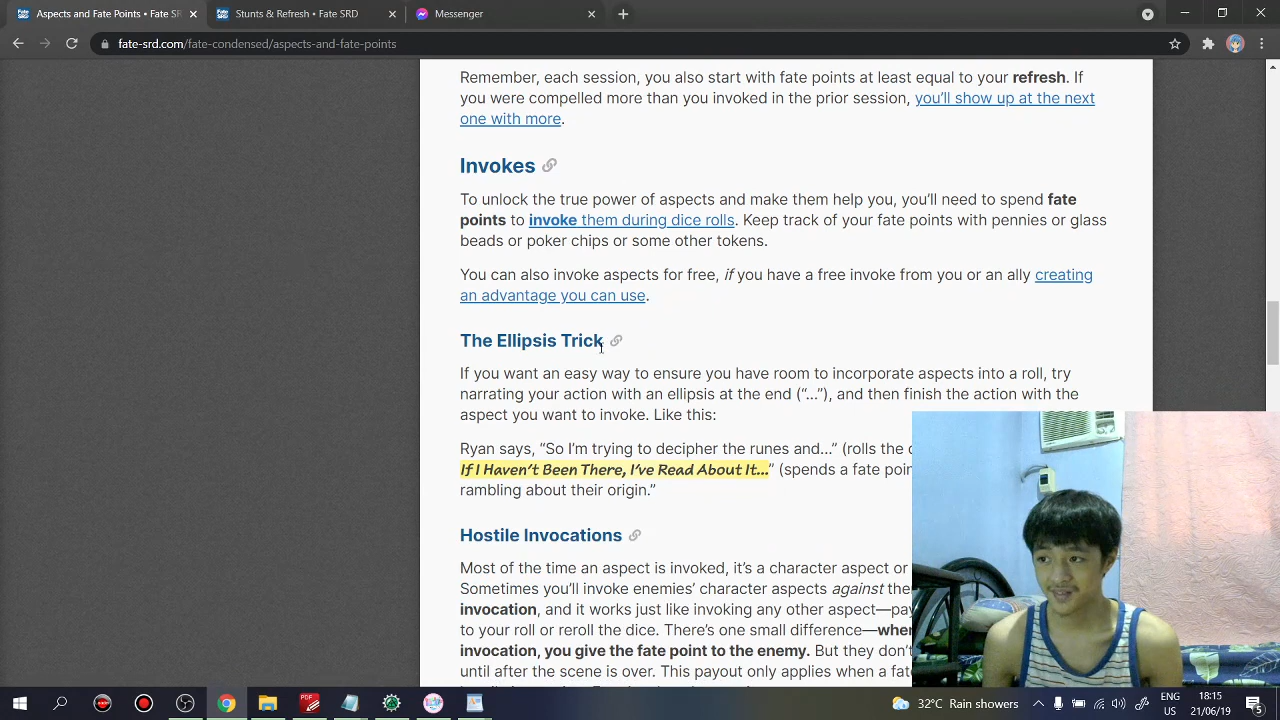 Aspects and Fate Points • Fate SR
Stunts & Refresh • Fate SRD
Messenger
fate-srd.com/fate-condensed/aspects-and-fate-points
Remember, each session, you also start with fate points at least equal to your refresh. If
you were compelled more than you invoked in the prior session, you’ll show up at the next
one with more.
Invokes
To unlock the true power of aspects and make them help you, you’ll need to spend fate
points to invoke them during dice rolls. Keep track of your fate points with pennies or glass
beads or poker chips or some other tokens.
You can also invoke aspects for free, if you have a free invoke from you or an ally creating
an advantage you can use.
The Ellipsis Trick
If you want an easy way to ensure you have room to incorporate aspects into a roll, try
narrating your action with an ellipsis at the end (“…”), and then finish the action with the
aspect you want to invoke. Like this:
Ryan says, “So I’m trying to decipher the runes and…” (rolls the
If I Haven’t Been There, I’ve Read About It…” (spends a fate poin
rambling about their origin.”
Hostile Invocations
Most of the time an aspect is invoked, it’s a character aspect or
Sometimes you’ll invoke enemies’ character aspects against the
invocation, and it works just like invoking any other aspect—pa
to your roll or reroll the dice. There’s one small difference—when
invocation, you give the fate point to the enemy. But they don’
until after the scene is over. This payout only applies when a fat
32°C Rain showers
ENG
US
18:15
21/06/19
5